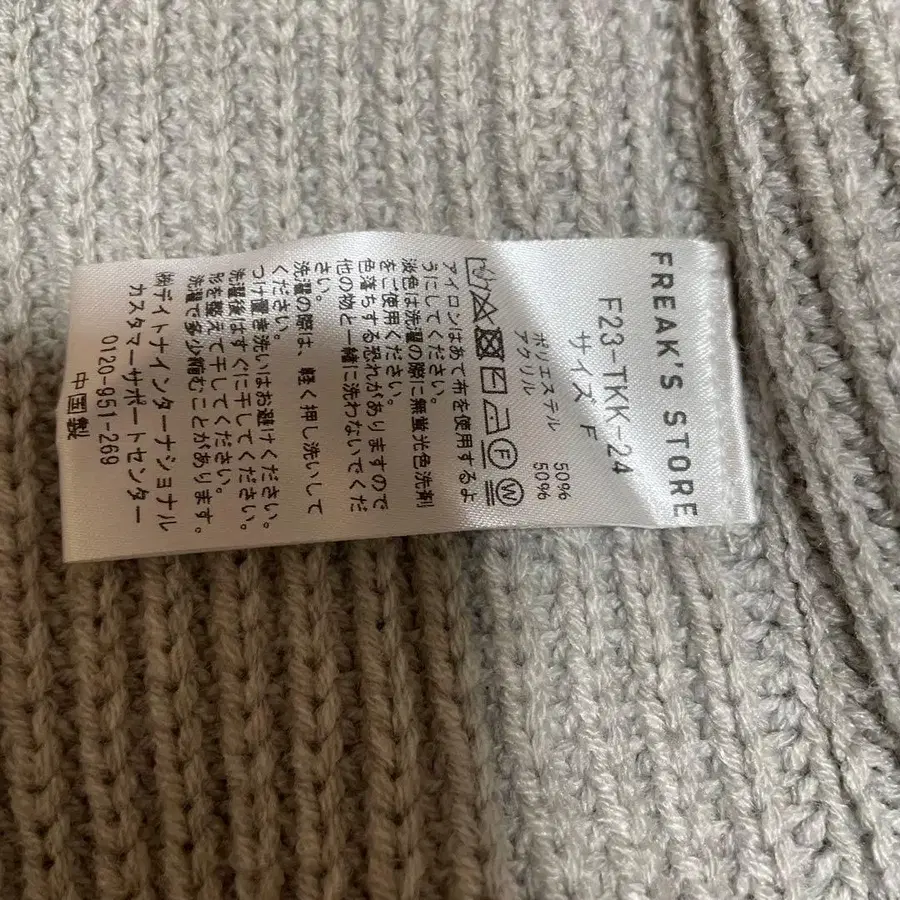 FREAK'S STORE
F23-TKK-24
サイズ F
ポリエステル 50%
アクリル 50%
F W
アイロンはあて布を使用するよ
うにしてください。
淡色は洗濯の際に無蛍光色洗剤
をご使用ください。
色落ちする恐れがありますので
他の物と一緒に洗わないでくだ
さい。
洗濯の際は、軽く押し洗いして
ください。
つけ置き洗いはお避けください。
洗濯後はすぐに干してください。
形を整えて干してください。
洗濯で多少縮むことがあります。
㈱デイトナインターナショナル
カスタマーサポートセンター
0120-951-269
中国製